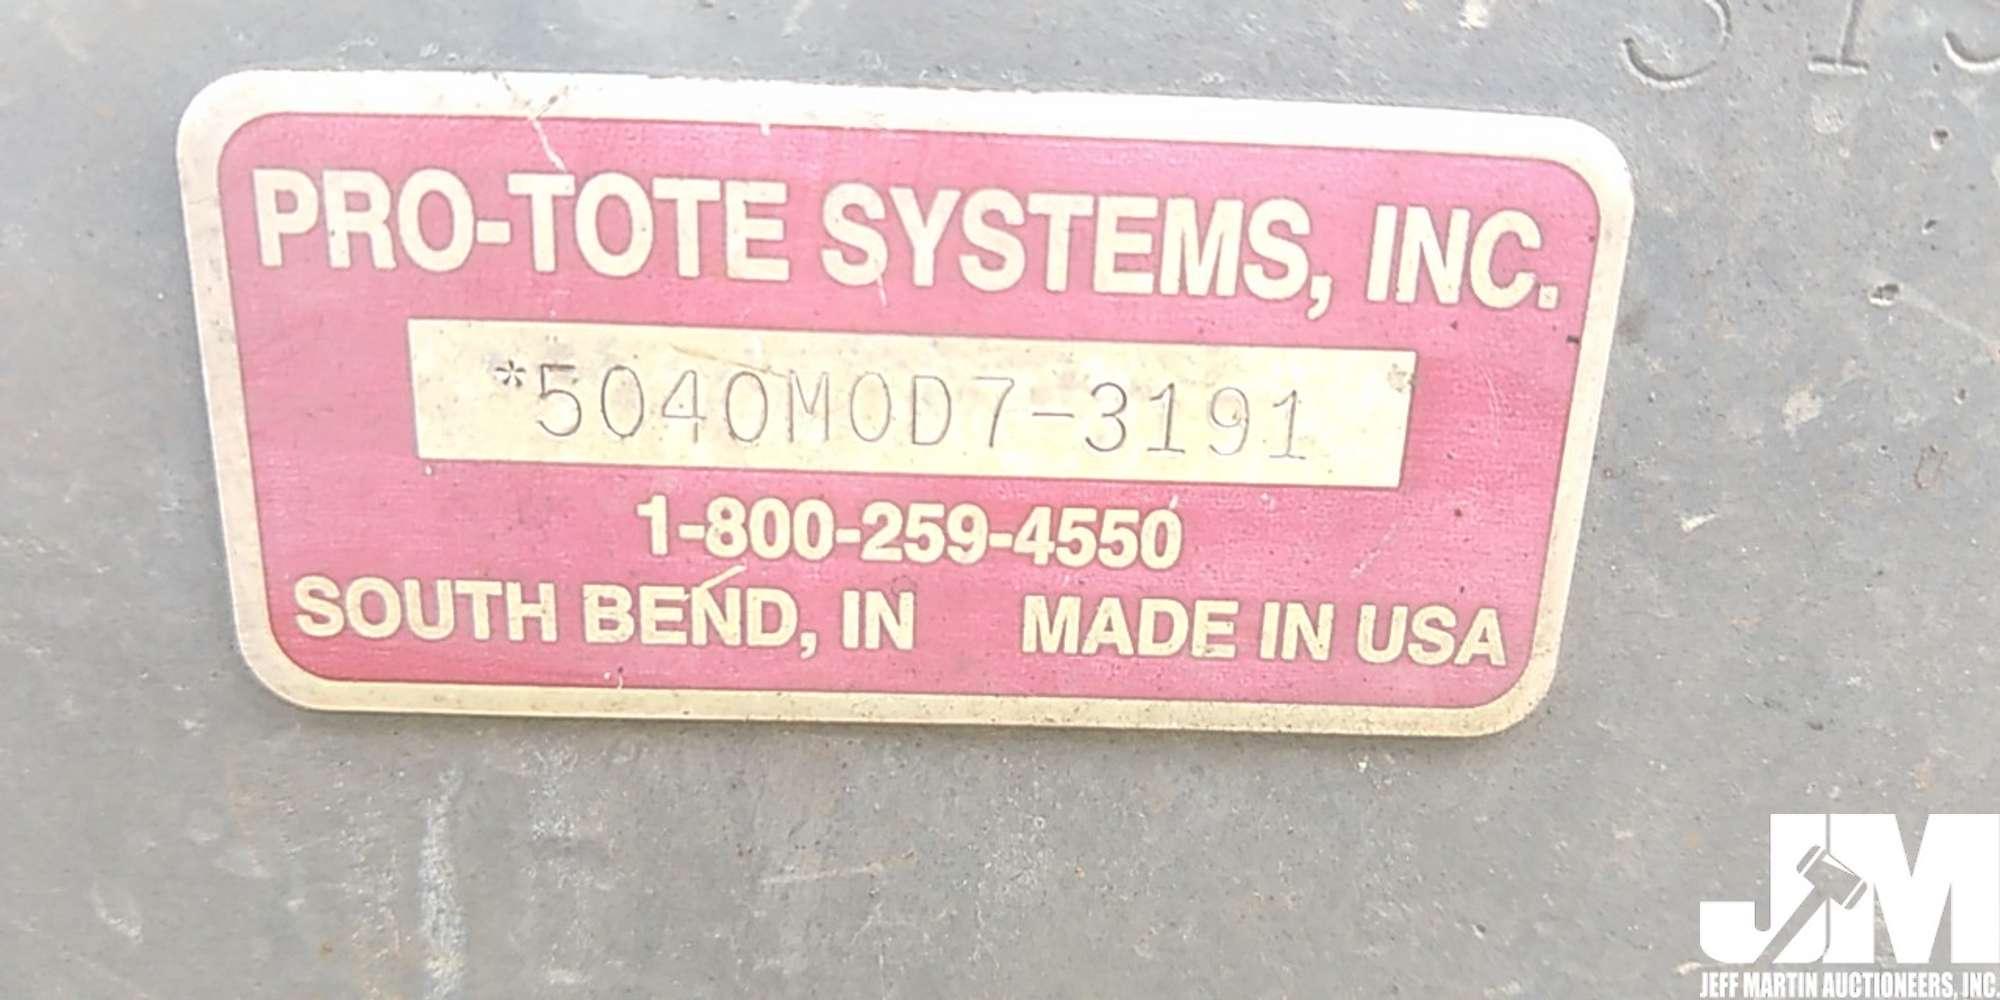 PRO-TOTE SYSTEMS, INC.
*5040MOD7-3191
1-800-259-4550
SOUTH BEND, IN MADE IN USA
JM
JEFF MARTIN AUCTIONEERS, INC.